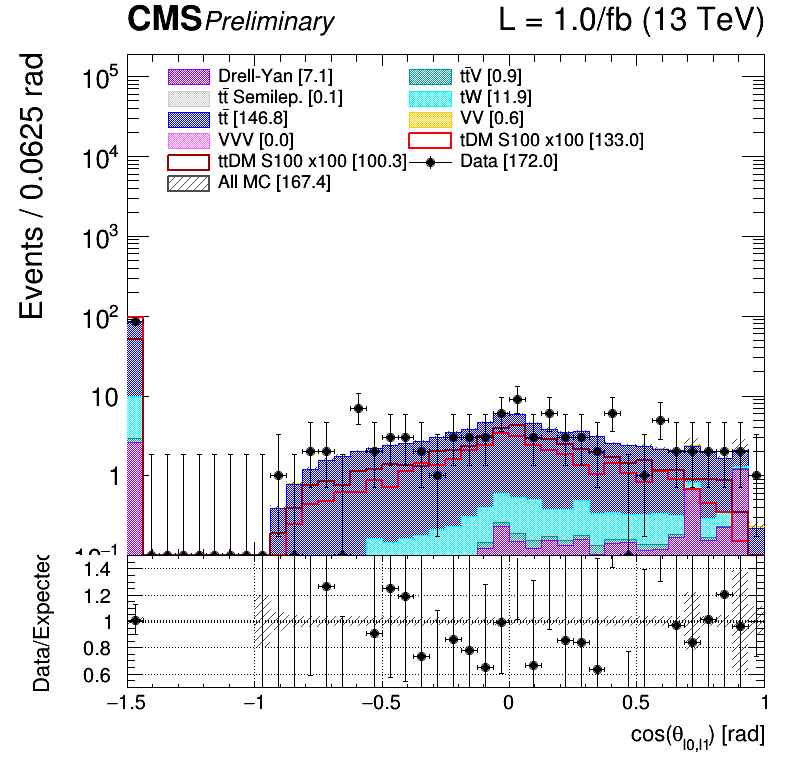 CMS Preliminary L = 1.0/fb (13 TeV)
Events / 0.0625 rad
10⁵
10⁴
10³
10²
10
1
10⁻¹
Drell-Yan [7.1]
tt̄V [0.9]
tt̄ Semilep. [0.1]
tW [11.9]
tt̄ [146.8]
VV [0.6]
VVV [0.0]
tDM S100 x100 [133.0]
ttDM S100 x100 [100.3]
Data [172.0]
All MC [167.4]
Data/Expected
1.4
1.2
1
0.8
0.6
−1.5 −1 −0.5 0 0.5 1
cos(θ_l0,l1) [rad]